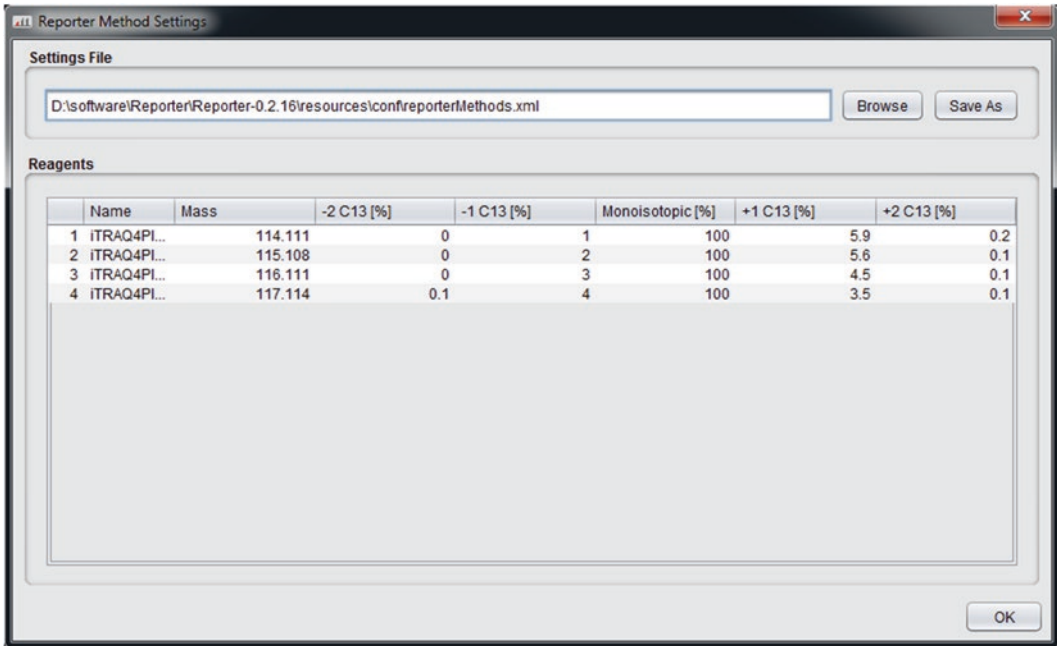 Reporter Method Settings
Settings File
D:\software\Reporter\Reporter-0.2.16\resources\conf\reporterMethods.xml Browse Save As
Reagents
Name Mass -2 C13 [%] -1 C13 [%] Monoisotopic [%] +1 C13 [%] +2 C13 [%]
1 iTRAQ4Pl... 114.111 0 1 100 5.9 0.2
2 iTRAQ4Pl... 115.108 0 2 100 5.6 0.1
3 iTRAQ4Pl... 116.111 0 3 100 4.5 0.1
4 iTRAQ4Pl... 117.114 0.1 4 100 3.5 0.1
OK